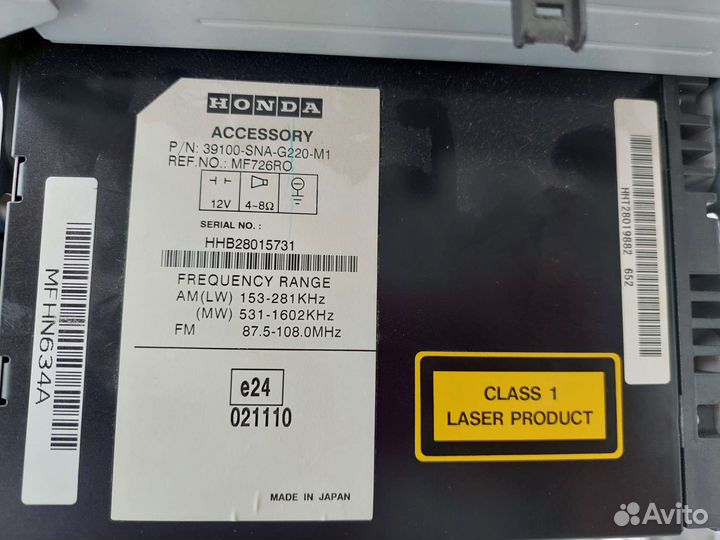 HONDA
ACCESSORY
P/N: 39100-SNA-G220-M1
REF.NO.: MF726RO
12V 4~8Ω
SERIAL NO.:
HHB28015731
FREQUENCY RANGE
AM(LW) 153-281KHz
(MW) 531-1602KHz
FM 87.5-108.0MHz
e24
021110
MADE IN JAPAN
MFHN634A
HHT28019882 652
CLASS 1
LASER PRODUCT
Avito